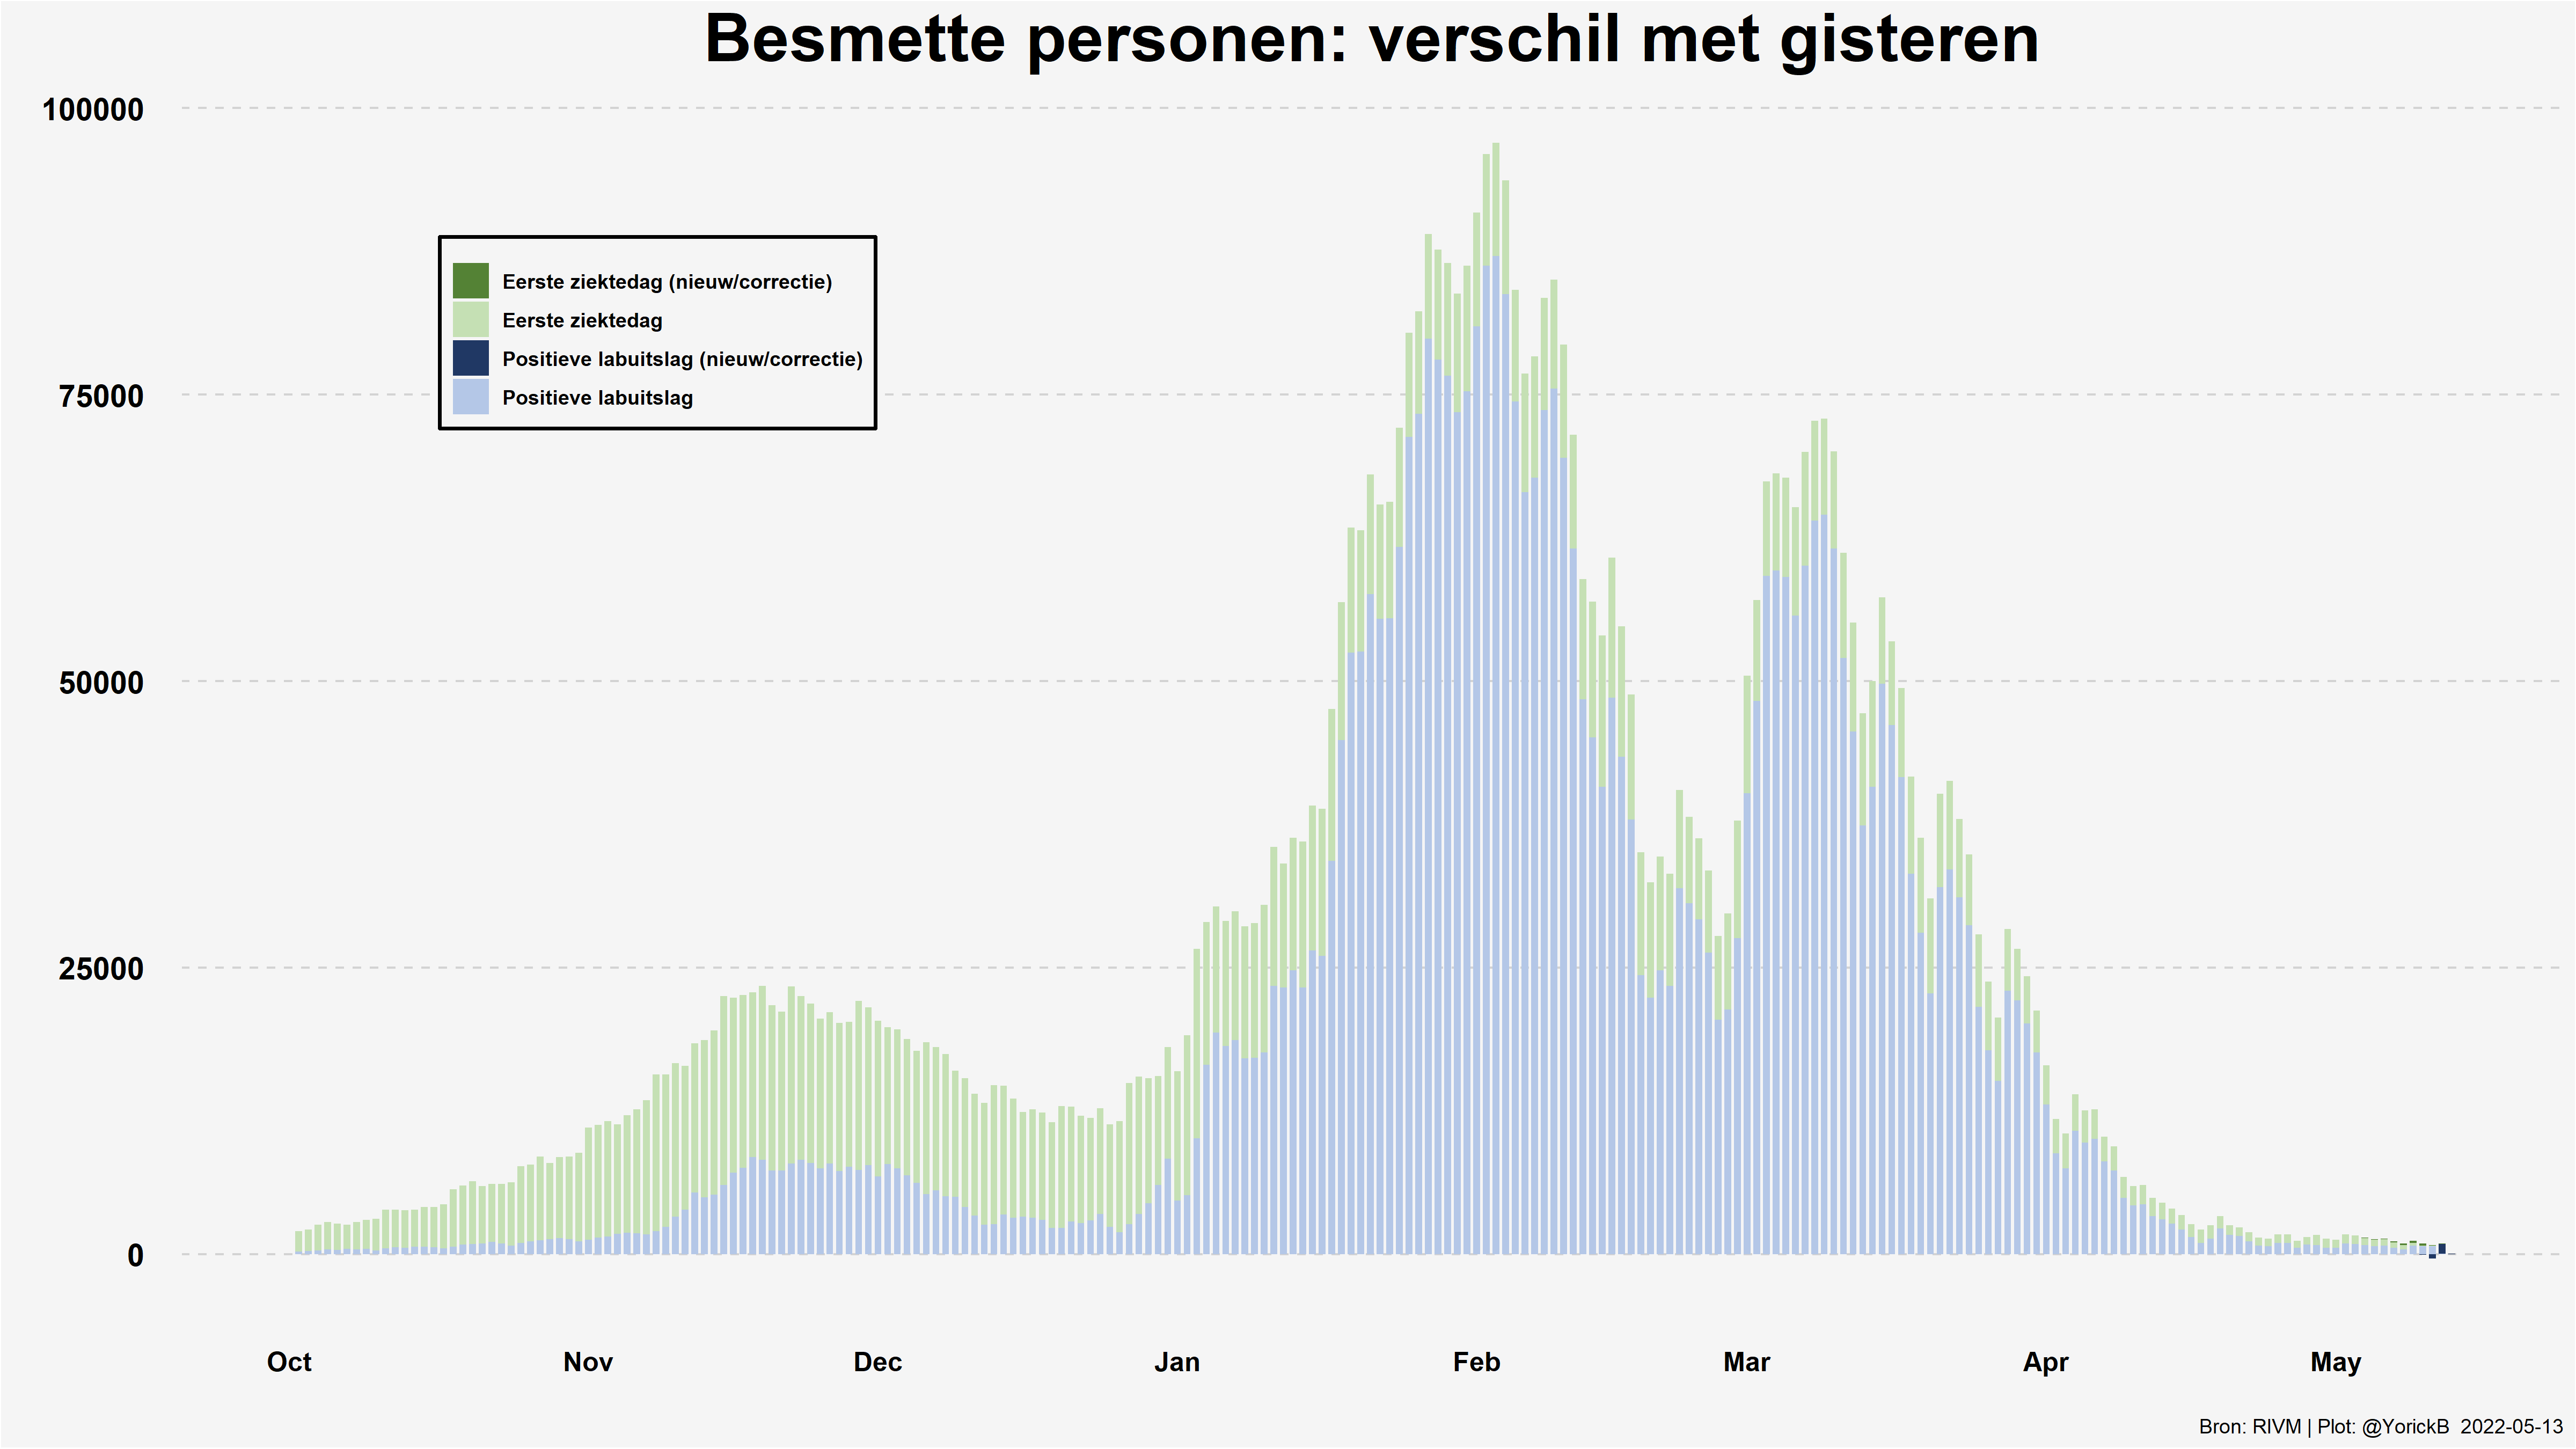 Besmette personen: verschil met gisteren
100000
75000
50000
25000
0
Eerste ziektedag (nieuw/correctie)
Eerste ziektedag
Positieve labuitslag (nieuw/correctie)
Positieve labuitslag
Oct Nov Dec Jan Feb Mar Apr May
Bron: RIVM | Plot: @YorickB 2022-05-13